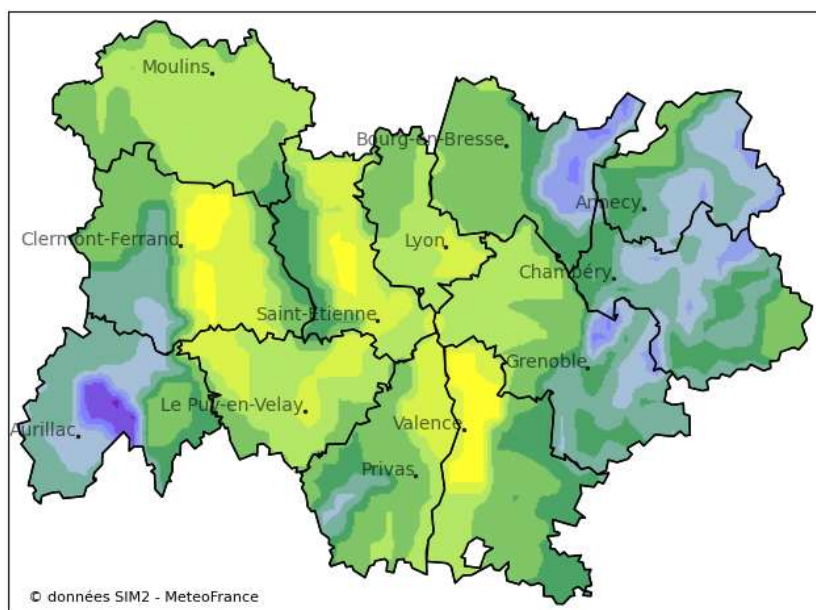 Moulins
Bourg-en-Bresse
Annecy
Clermont-Ferrand
Lyon
Chambéry
Saint-Etienne
Grenoble
Le Puy-en-Velay
Valence
Aurillac
Privas
© données SIM2 - MeteoFrance